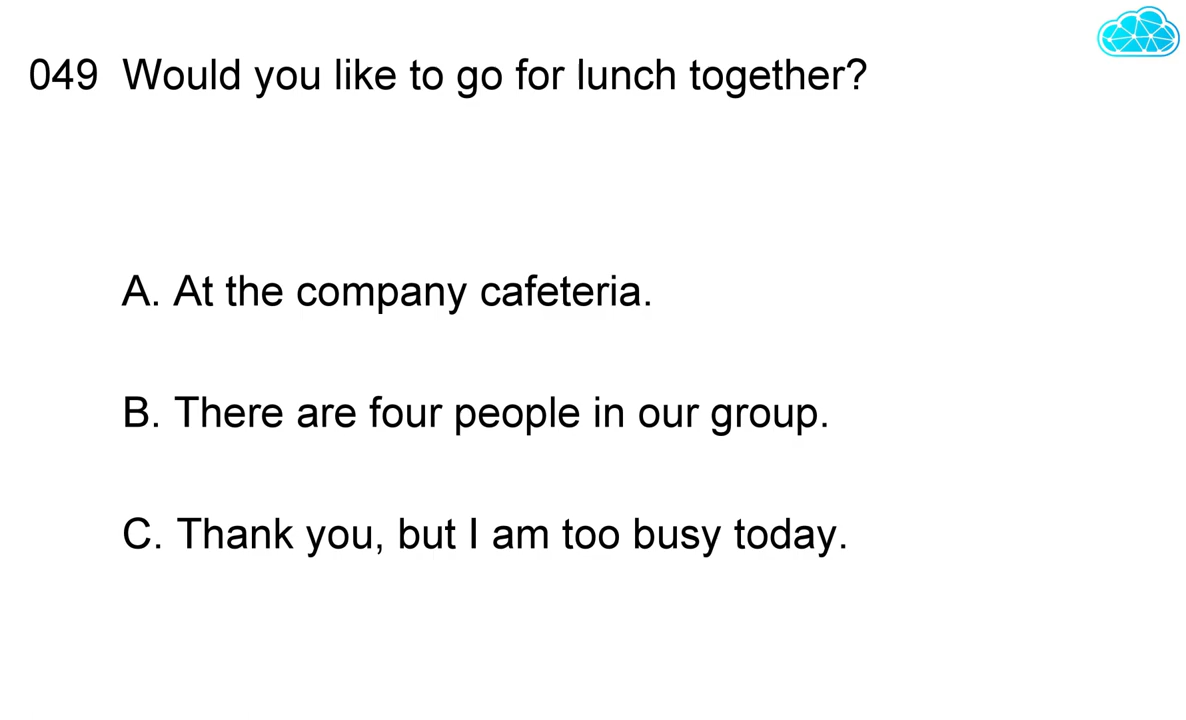 049 Would you like to go for lunch together?
A. At the company cafeteria.
B. There are four people in our group.
C. Thank you, but I am too busy today.